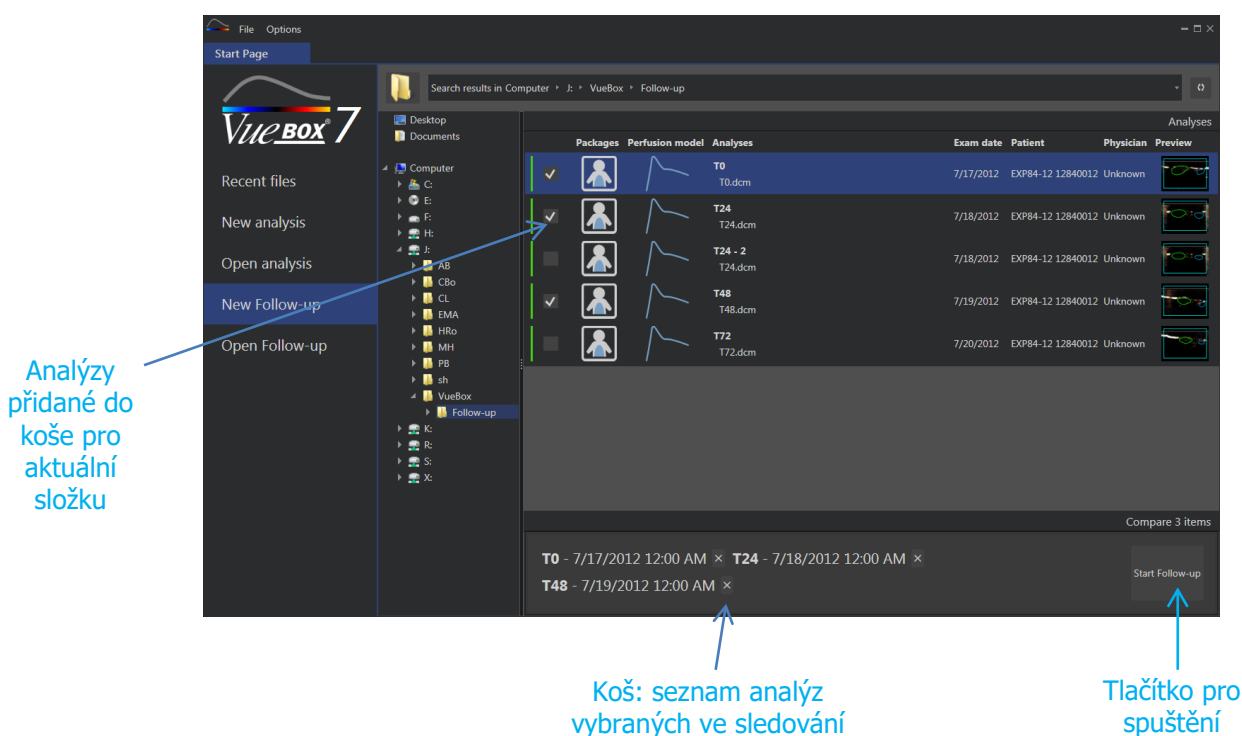 File Options
Start Page
VUEBOX® 7
Recent files
New analysis
Open analysis
New Follow-up
Open Follow-up
Search results in Computer J: VueBox Follow-up
Desktop
Documents
Computer
C:
E:
F:
H:
J:
AB
CBo
CL
EMA
HRo
MH
PB
sh
VueBox
Follow-up
K:
R:
S:
X:
Analyses
Packages Perfusion model Analyses Exam date Patient Physician Preview
T0
T0.dcm
7/17/2012 EXP84-12 12840012 Unknown
T24
T24.dcm
7/18/2012 EXP84-12 12840012 Unknown
T24 - 2
T24.dcm
7/18/2012 EXP84-12 12840012 Unknown
T48
T48.dcm
7/19/2012 EXP84-12 12840012 Unknown
T72
T72.dcm
7/20/2012 EXP84-12 12840012 Unknown
Compare 3 items
T0 - 7/17/2012 12:00 AM × T24 - 7/18/2012 12:00 AM ×
T48 - 7/19/2012 12:00 AM ×
Start Follow-up
Analýzy
přidané do
koše pro
aktuální
složku
Koš: seznam analýz
vybraných ve sledování
Tlačítko pro
spuštění